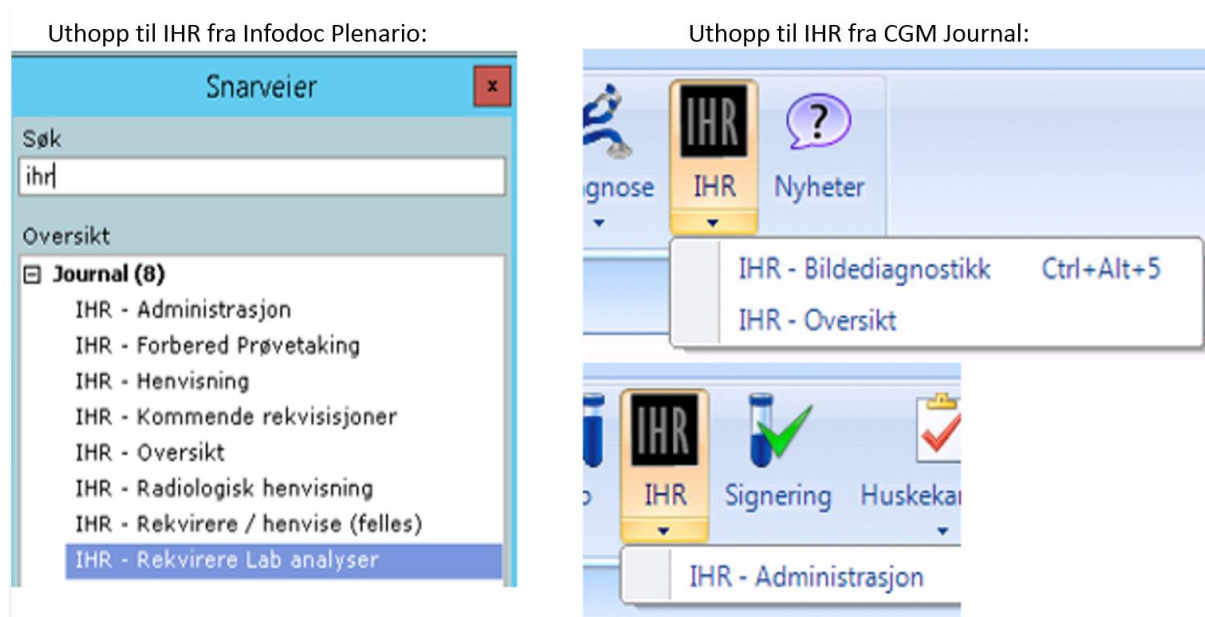 Uthopp til IHR fra Infodoc Plenario:
Snarveier
x
Søk
ihr
Oversikt
Journal (8)
IHR - Administrasjon
IHR - Forbered Prøvetaking
IHR - Henvisning
IHR - Kommende rekvisisjoner
IHR - Oversikt
IHR - Radiologisk henvisning
IHR - Rekvirere / henvise (felles)
IHR - Rekvirere Lab analyser
Uthopp til IHR fra CGM Journal:
IHR ?
gnose IHR Nyheter
IHR - Bildediagnostikk Ctrl+Alt+5
IHR - Oversikt
IHR
IHR Signering Huskeka
IHR - Administrasjon